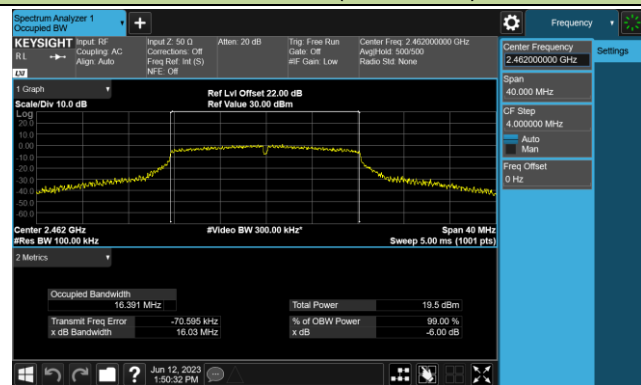 Spectrum Analyzer 1
Occupied BW
Frequency
KEYSIGHT
Input: RF
Input Z: 50 Ω
Atten: 20 dB
Trig: Free Run
Center Freq: 2.462000000 GHz
RL
Coupling: AC
Corrections: Off
Gate: Off
Avg|Hold: 500/500
Align: Auto
Freq Ref: Int (S)
#IF Gain: Low
Radio Std: None
NFE: Off
LXI
Center Frequency
2.462000000 GHz
Settings
Span
40.000 MHz
CF Step
4.000000 MHz
Auto
Man
Freq Offset
0 Hz
1 Graph
Ref Lvl Offset 22.00 dB
Scale/Div 10.0 dB
Ref Value 30.00 dBm
Log
20.0
10.0
0.00
-10.0
-20.0
-30.0
-40.0
-50.0
-60.0
Center 2.462 GHz
#Video BW 300.00 kHz*
Span 40 MHz
#Res BW 100.00 kHz
Sweep 5.00 ms (1001 pts)
2 Metrics
Occupied Bandwidth
16.391 MHz
Total Power
19.5 dBm
Transmit Freq Error
-70.595 kHz
% of OBW Power
99.00 %
x dB Bandwidth
16.03 MHz
x dB
-6.00 dB
?
Jun 12, 2023
1:50:32 PM